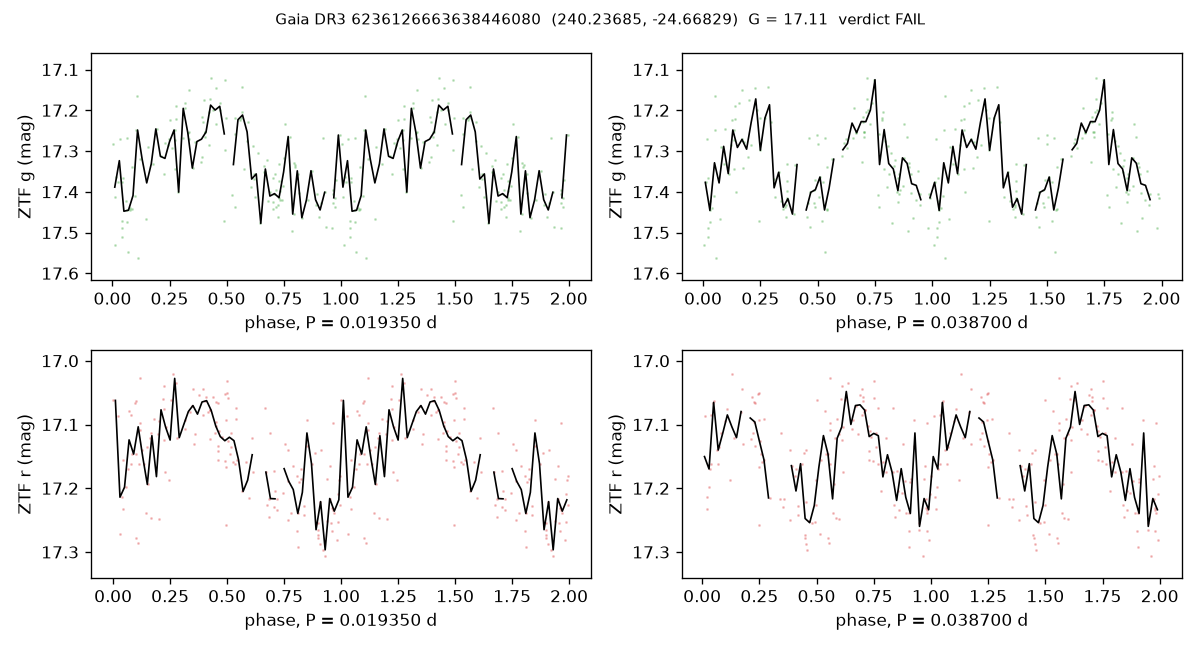 Gaia DR3 6236126663638446080 (240.23685, -24.66829) G = 17.11 verdict FAIL
ZTF g (mag)
17.1
17.2
17.3
17.4
17.5
17.6
0.00 0.25 0.50 0.75 1.00 1.25 1.50 1.75 2.00
phase, P = 0.019350 d
ZTF g (mag)
17.1
17.2
17.3
17.4
17.5
17.6
0.00 0.25 0.50 0.75 1.00 1.25 1.50 1.75 2.00
phase, P = 0.038700 d
ZTF r (mag)
17.0
17.1
17.2
17.3
0.00 0.25 0.50 0.75 1.00 1.25 1.50 1.75 2.00
phase, P = 0.019350 d
ZTF r (mag)
17.0
17.1
17.2
17.3
0.00 0.25 0.50 0.75 1.00 1.25 1.50 1.75 2.00
phase, P = 0.038700 d